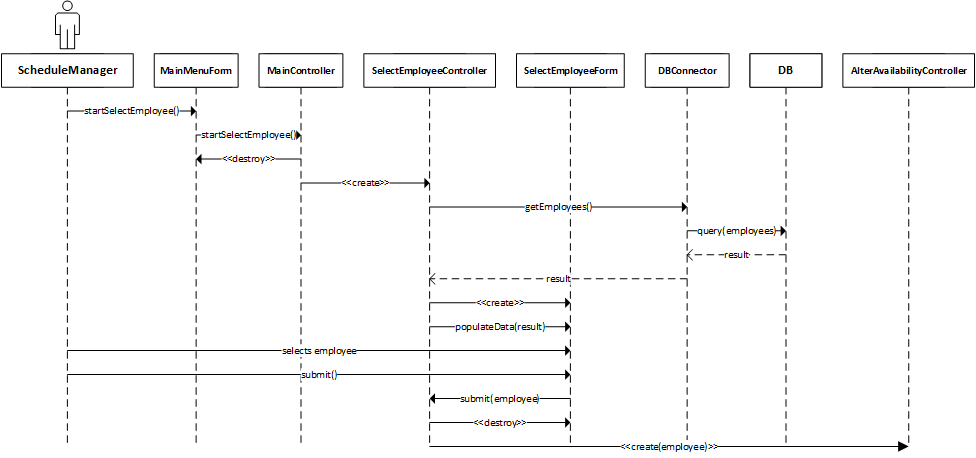 ScheduleManager
MainMenuForm
MainController
SelectEmployeeController
SelectEmployeeForm
DBConnector
DB
AlterAvailabilityController
startSelectEmployee()
startSelectEmployee()
<<destroy>>
<<create>>
getEmployees()
query(employees)
result
result
<<create>>
populateData(result)
selects employee
submit()
submit(employee)
<<destroy>>
<<create(employee)>>